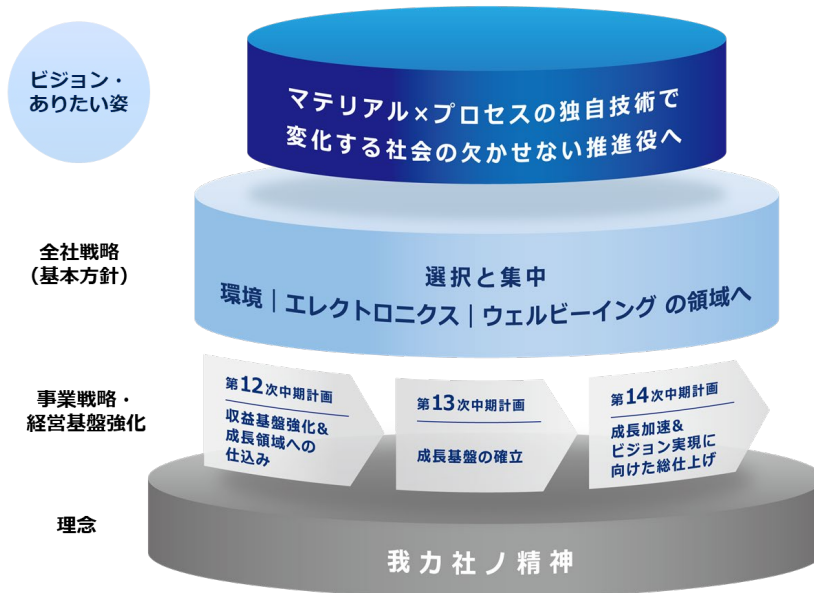 ビジョン・
ありたい姿
マテリアル×プロセスの独自技術で
変化する社会の欠かせない推進役へ
全社戦略
（基本方針）
選択と集中
環境｜エレクトロニクス｜ウェルビーイング の領域へ
事業戦略・
経営基盤強化
第12次中期計画
収益基盤強化&
成長領域への
仕込み
第13次中期計画
成長基盤の確立
第14次中期計画
成長加速&
ビジョン実現に
向けた総仕上げ
理念
我力社ノ精神